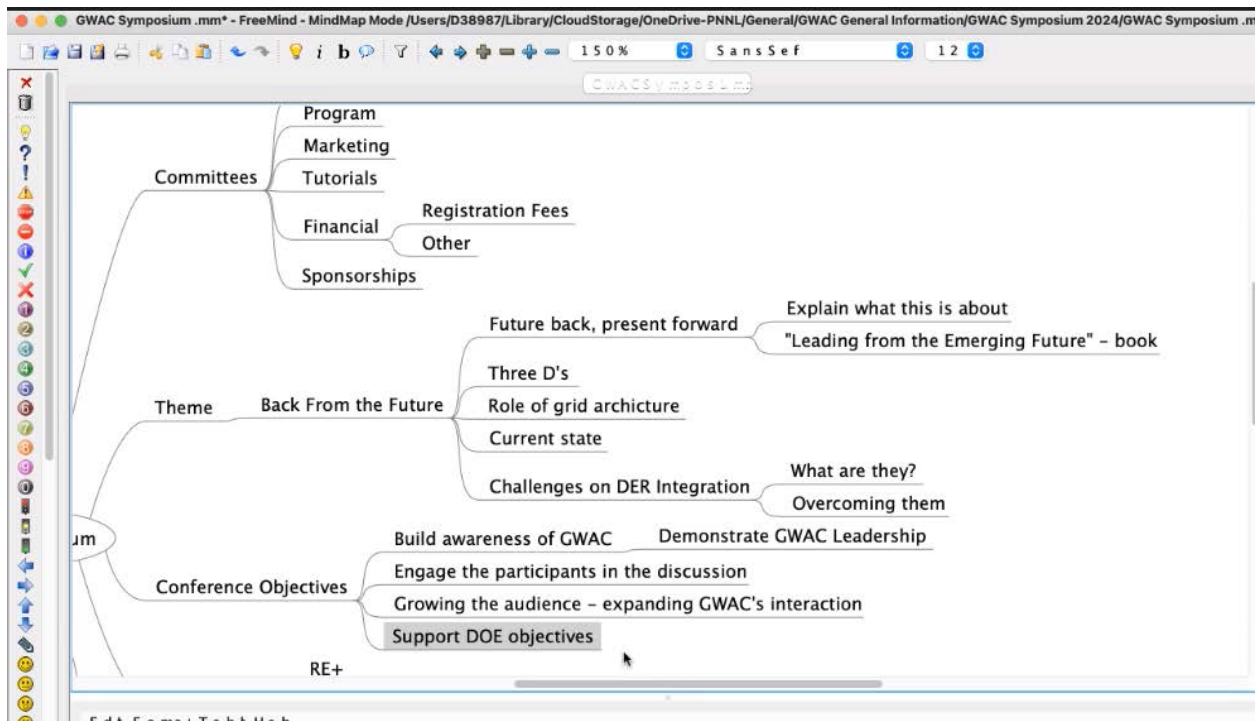 GWAC Symposium .mm* - FreeMind - MindMap Mode /Users/D38987/Library/CloudStorage/OneDrive-PNNL/General/GWAC General Information/GWAC Symposium 2024/GWAC Symposium .m
150%
SansSef
12
Program
Marketing
Committees
Tutorials
Registration Fees
Financial
Other
Sponsorships
Explain what this is about
Future back, present forward
"Leading from the Emerging Future" – book
Three D's
Theme
Back From the Future
Role of grid archicture
Current state
What are they?
Challenges on DER Integration
Overcoming them
um
Build awareness of GWAC
Demonstrate GWAC Leadership
Engage the participants in the discussion
Conference Objectives
Growing the audience – expanding GWAC's interaction
Support DOE objectives
RE+